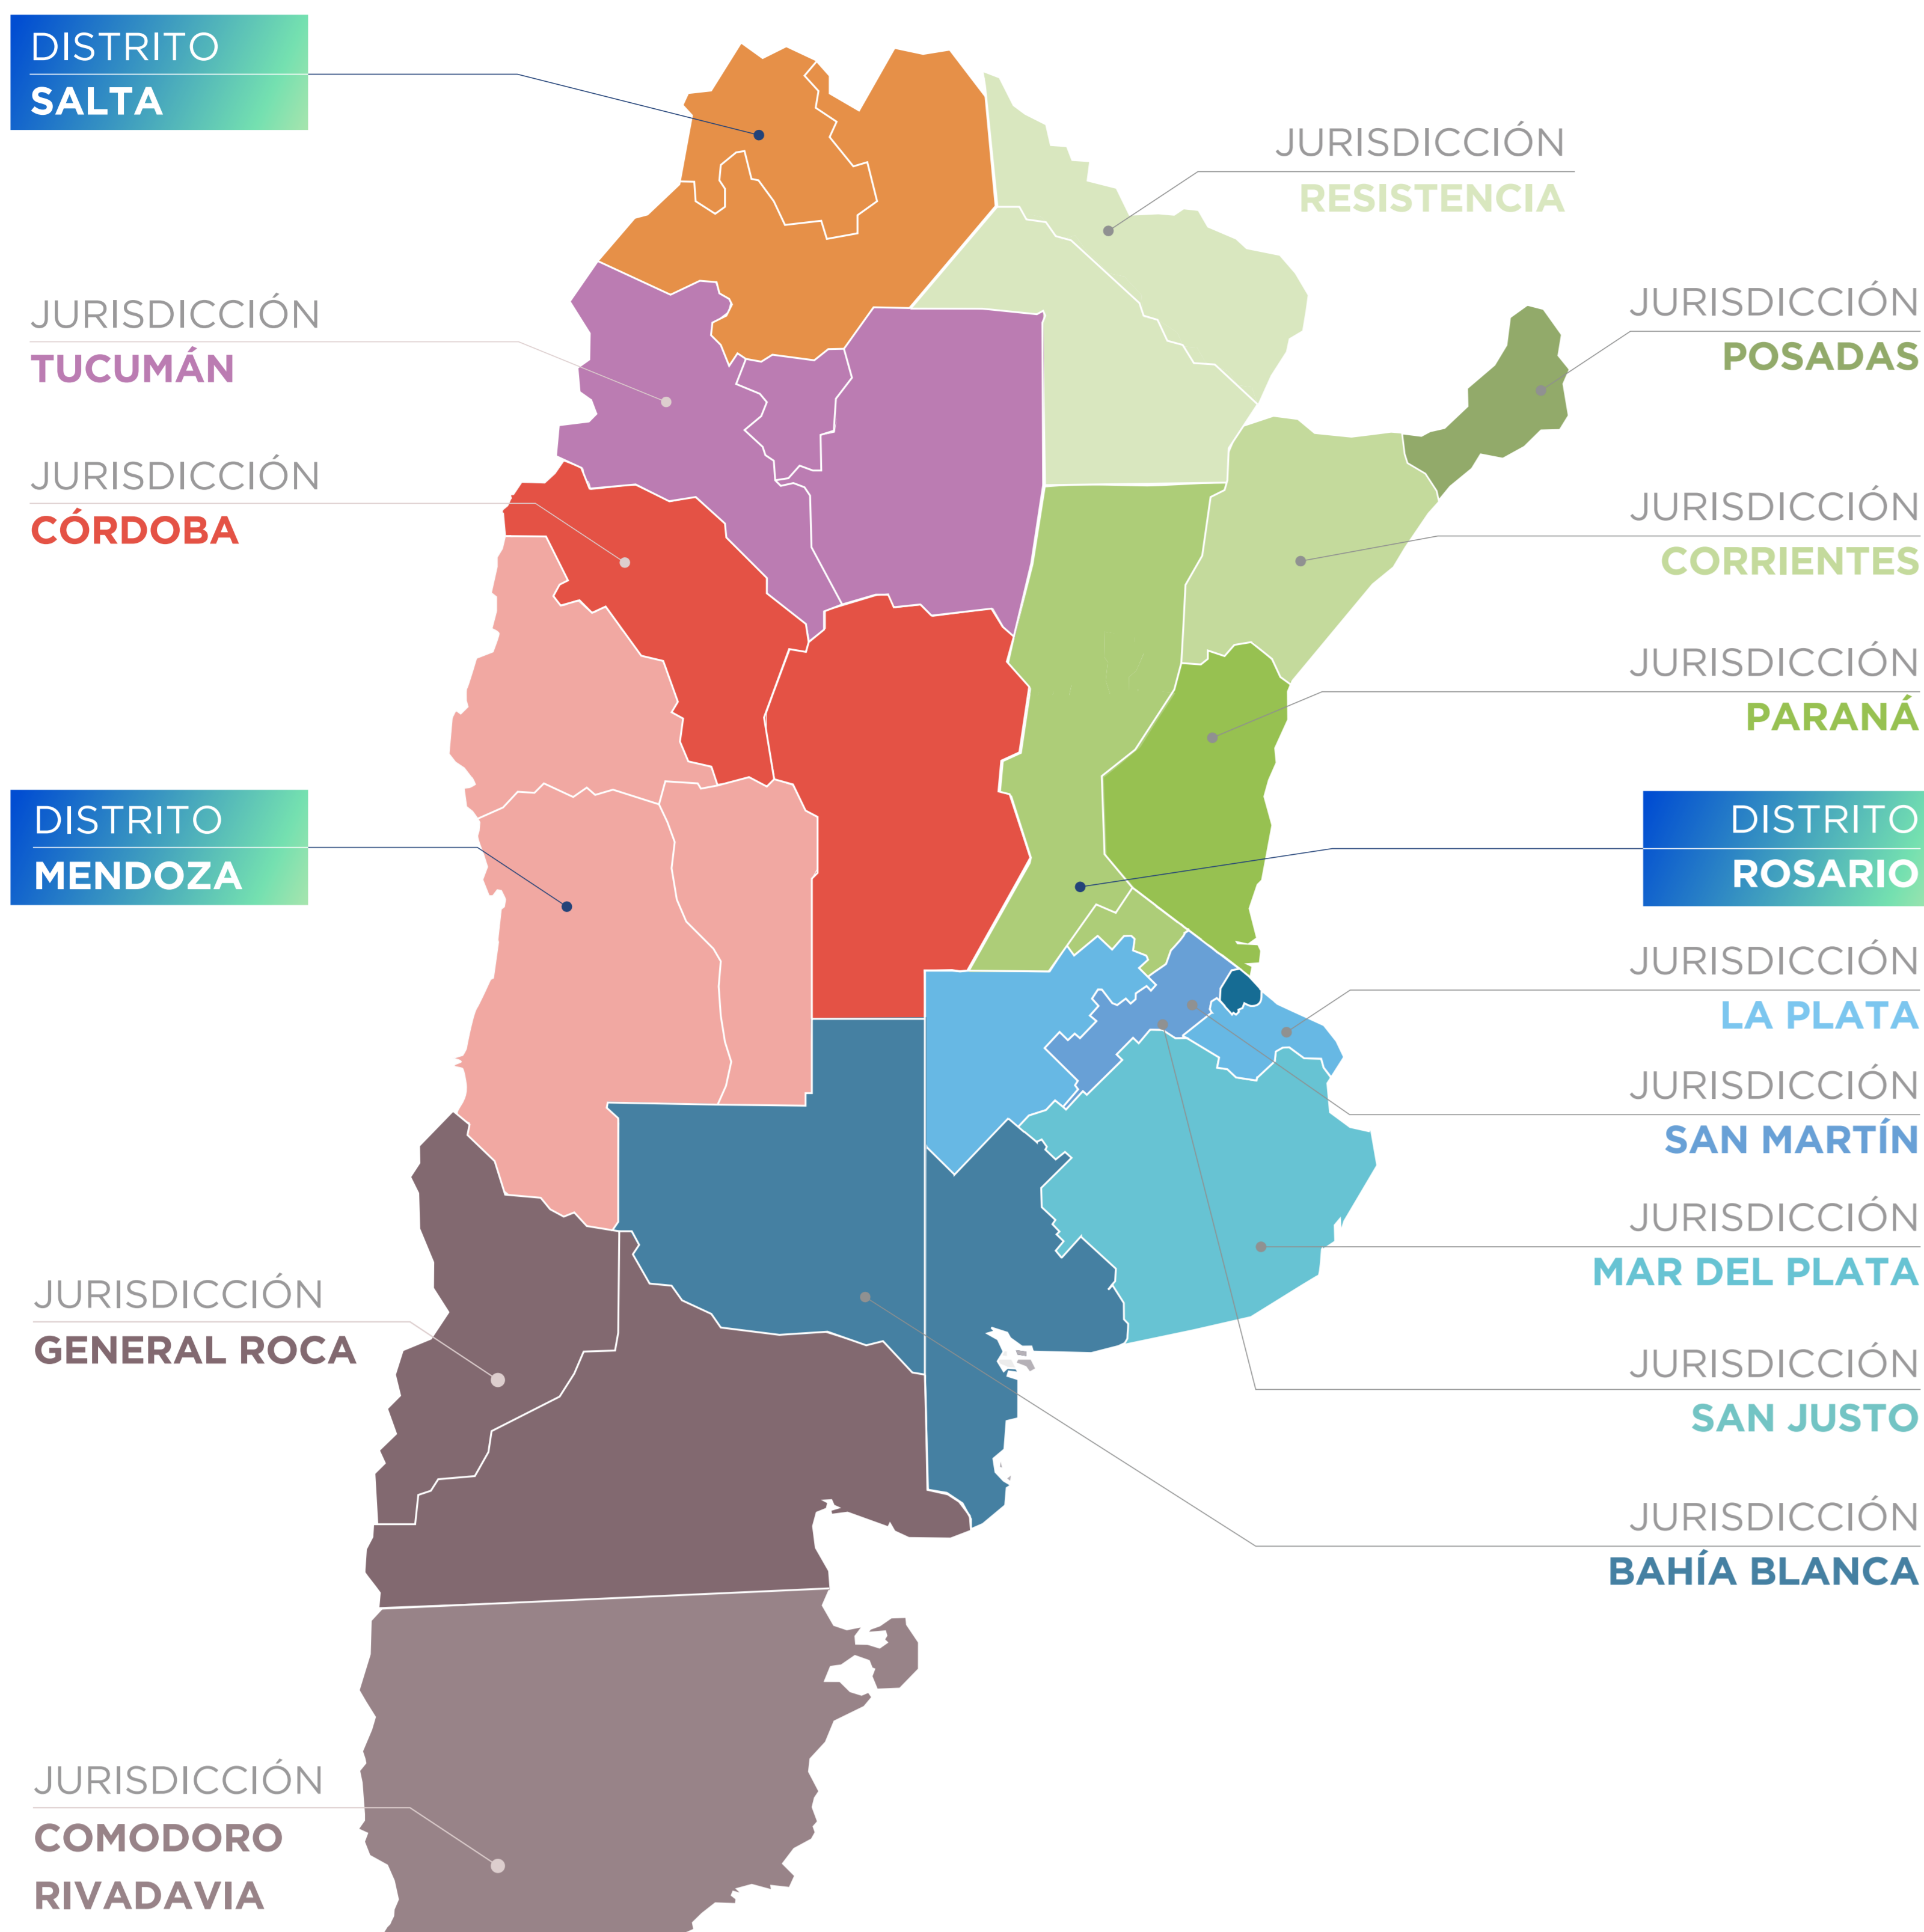 DISTRITO
SALTA
JURISDICCIÓN
TUCUMÁN
JURISDICCIÓN
CÓRDOBA
DISTRITO
MENDOZA
JURISDICCIÓN
GENERAL ROCA
JURISDICCIÓN
COMODORO
RIVADAVIA
JURISDICCIÓN
RESISTENCIA
JURISDICCIÓN
POSADAS
JURISDICCIÓN
CORRIENTES
JURISDICCIÓN
PARANÁ
DISTRITO
ROSARIO
JURISDICCIÓN
LA PLATA
JURISDICCIÓN
SAN MARTÍN
JURISDICCIÓN
MAR DEL PLATA
JURISDICCIÓN
SAN JUSTO
JURISDICCIÓN
BAHÍA BLANCA